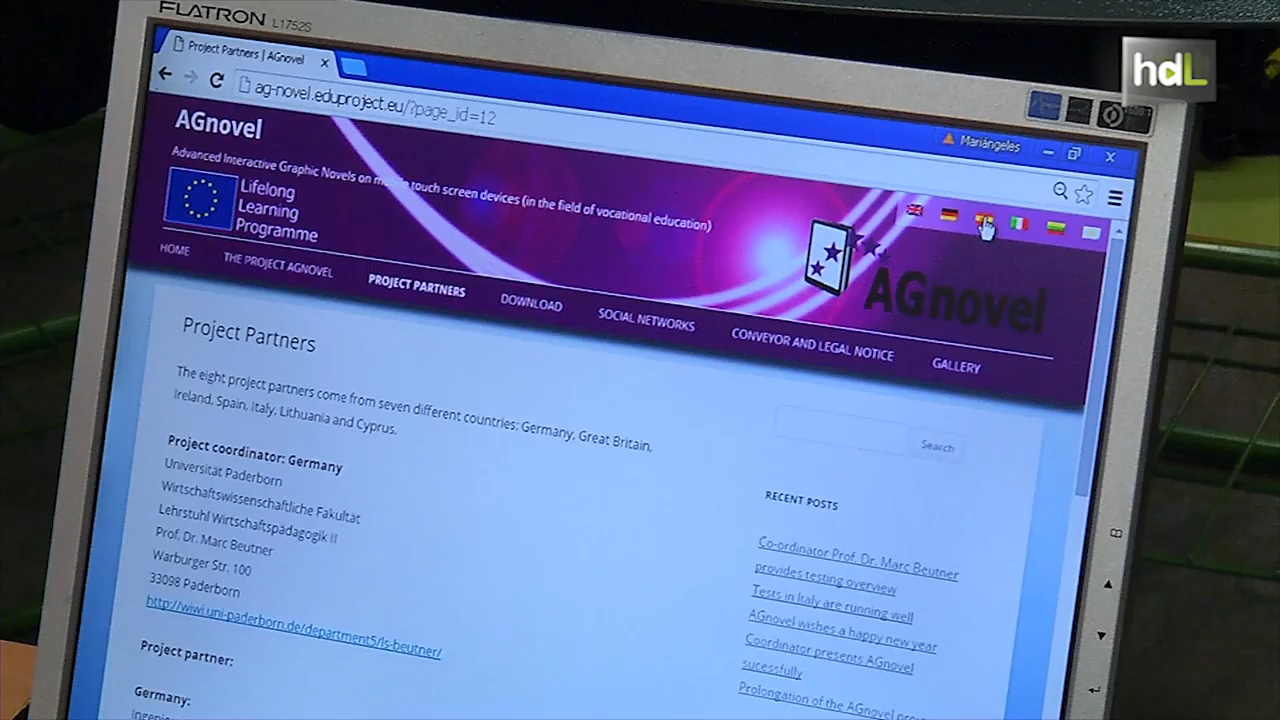 FLATRON L1752S
hdL
Project Partners | AGnovel
Mariángeles
ag-novel.eduproject.eu/?page_id=12
AGnovel
Advanced Interactive Graphic Novels on mobile touch screen devices (in the field of vocational education)
Lifelong
Learning
Programme
AGnovel
HOME
THE PROJECT AGNOVEL
PROJECT PARTNERS
DOWNLOAD
SOCIAL NETWORKS
CONVEYOR AND LEGAL NOTICE
GALLERY
Project Partners
The eight project partners come from seven different countries: Germany, Great Britain,
Ireland, Spain, Italy, Lithuania and Cyprus.
Project coordinator: Germany
Universität Paderborn
Wirtschaftswissenschaftliche Fakultät
Lehrstuhl Wirtschaftspädagogik II
Prof. Dr. Marc Beutner
Warburger Str. 100
33098 Paderborn
http://wiwi.uni-paderborn.de/department5/ls-beutner/
Project partner:
Germany:
Search
RECENT POSTS
Co-ordinator Prof. Dr. Marc Beutner
provides testing overview
Tests in Italy are running well
AGnovel wishes a happy new year
Coordinator presents AGnovel
sucessfully
Prolongation of the AGnovel